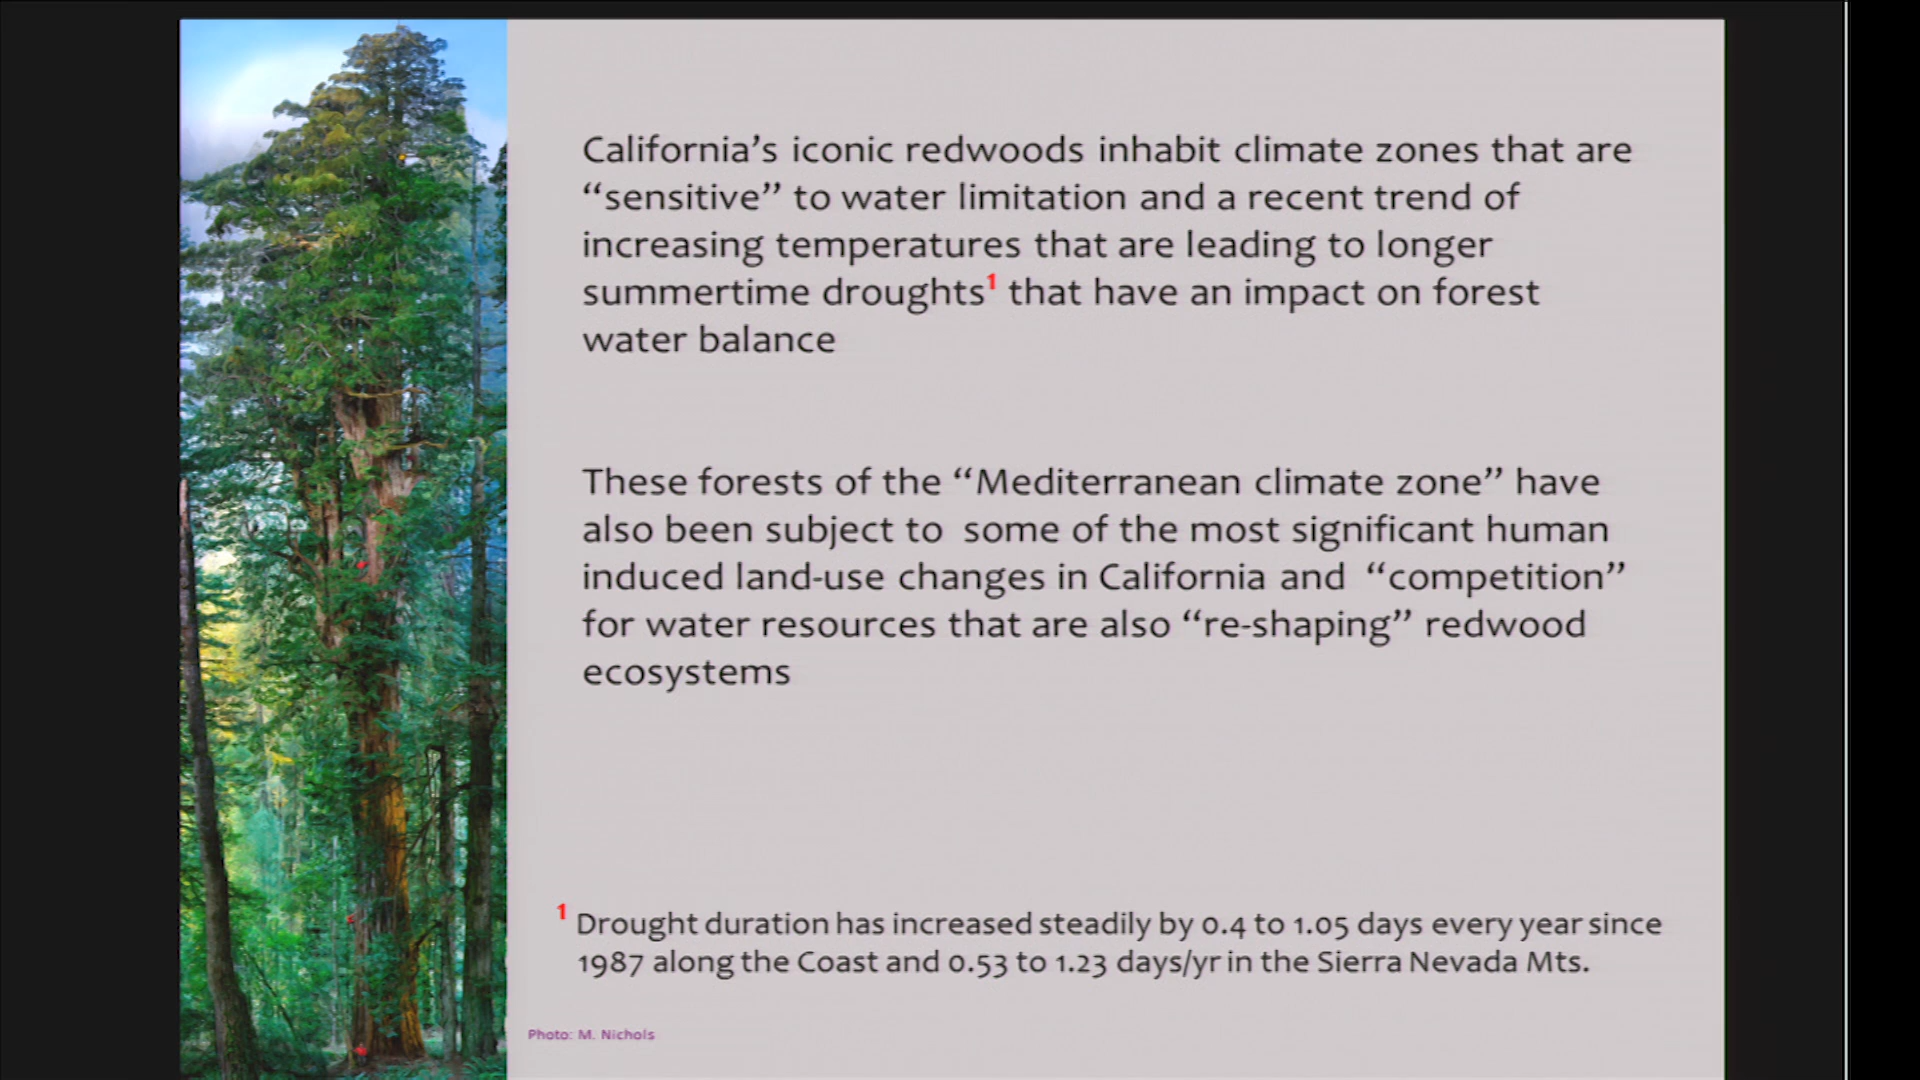 California’s iconic redwoods inhabit climate zones that are
“sensitive” to water limitation and a recent trend of
increasing temperatures that are leading to longer
summertime droughts¹ that have an impact on forest
water balance
These forests of the “Mediterranean climate zone” have
also been subject to some of the most significant human
induced land-use changes in California and “competition”
for water resources that are also “re-shaping” redwood
ecosystems
¹ Drought duration has increased steadily by 0.4 to 1.05 days every year since
1987 along the Coast and 0.53 to 1.23 days/yr in the Sierra Nevada Mts.
Photo: M. Nichols